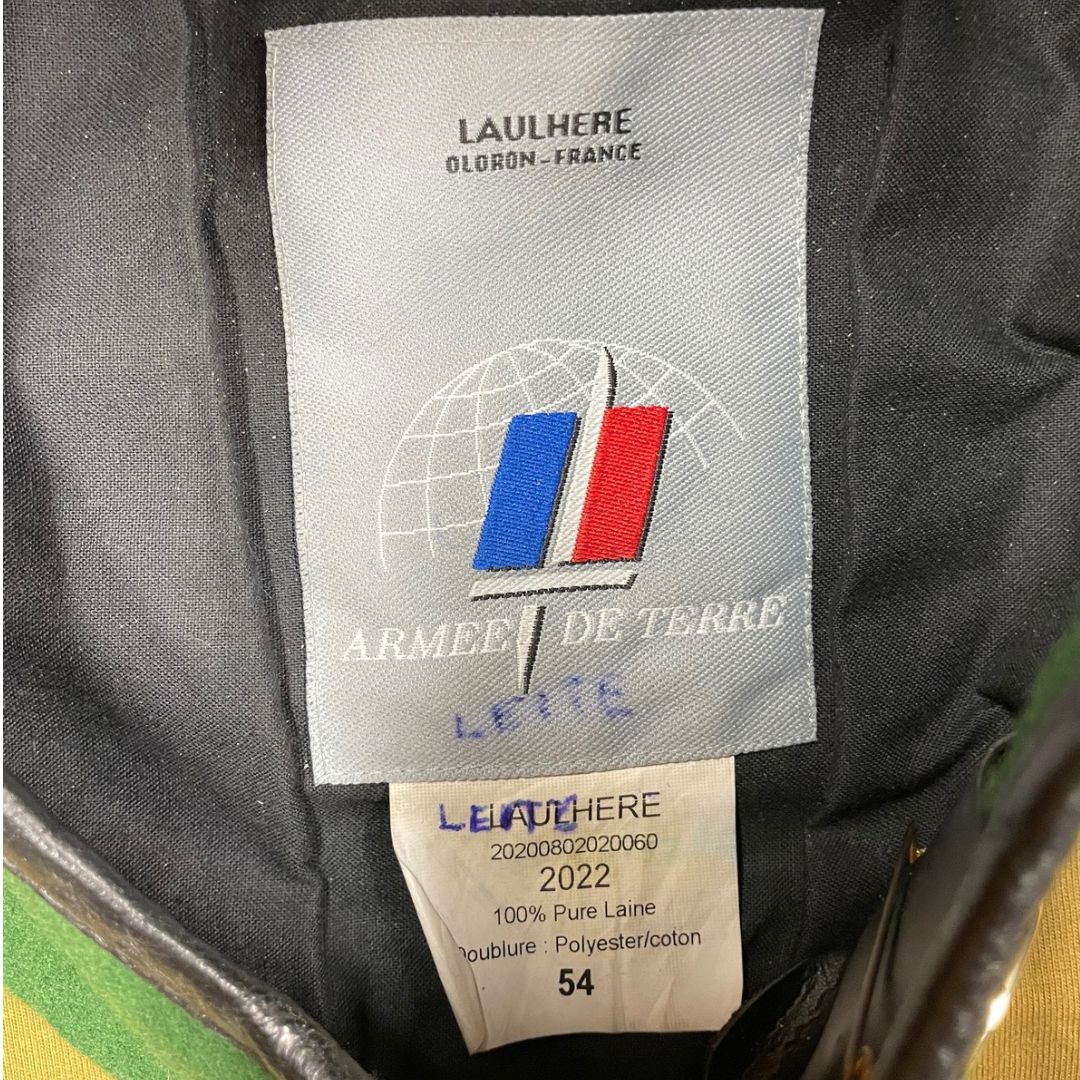 LAULHERE
OLORON-FRANCE
ARMEE DE TERRE
LEITE
LEITE LAULHERE
20200802020060
2022
100% Pure Laine
Doublure : Polyester/coton
54